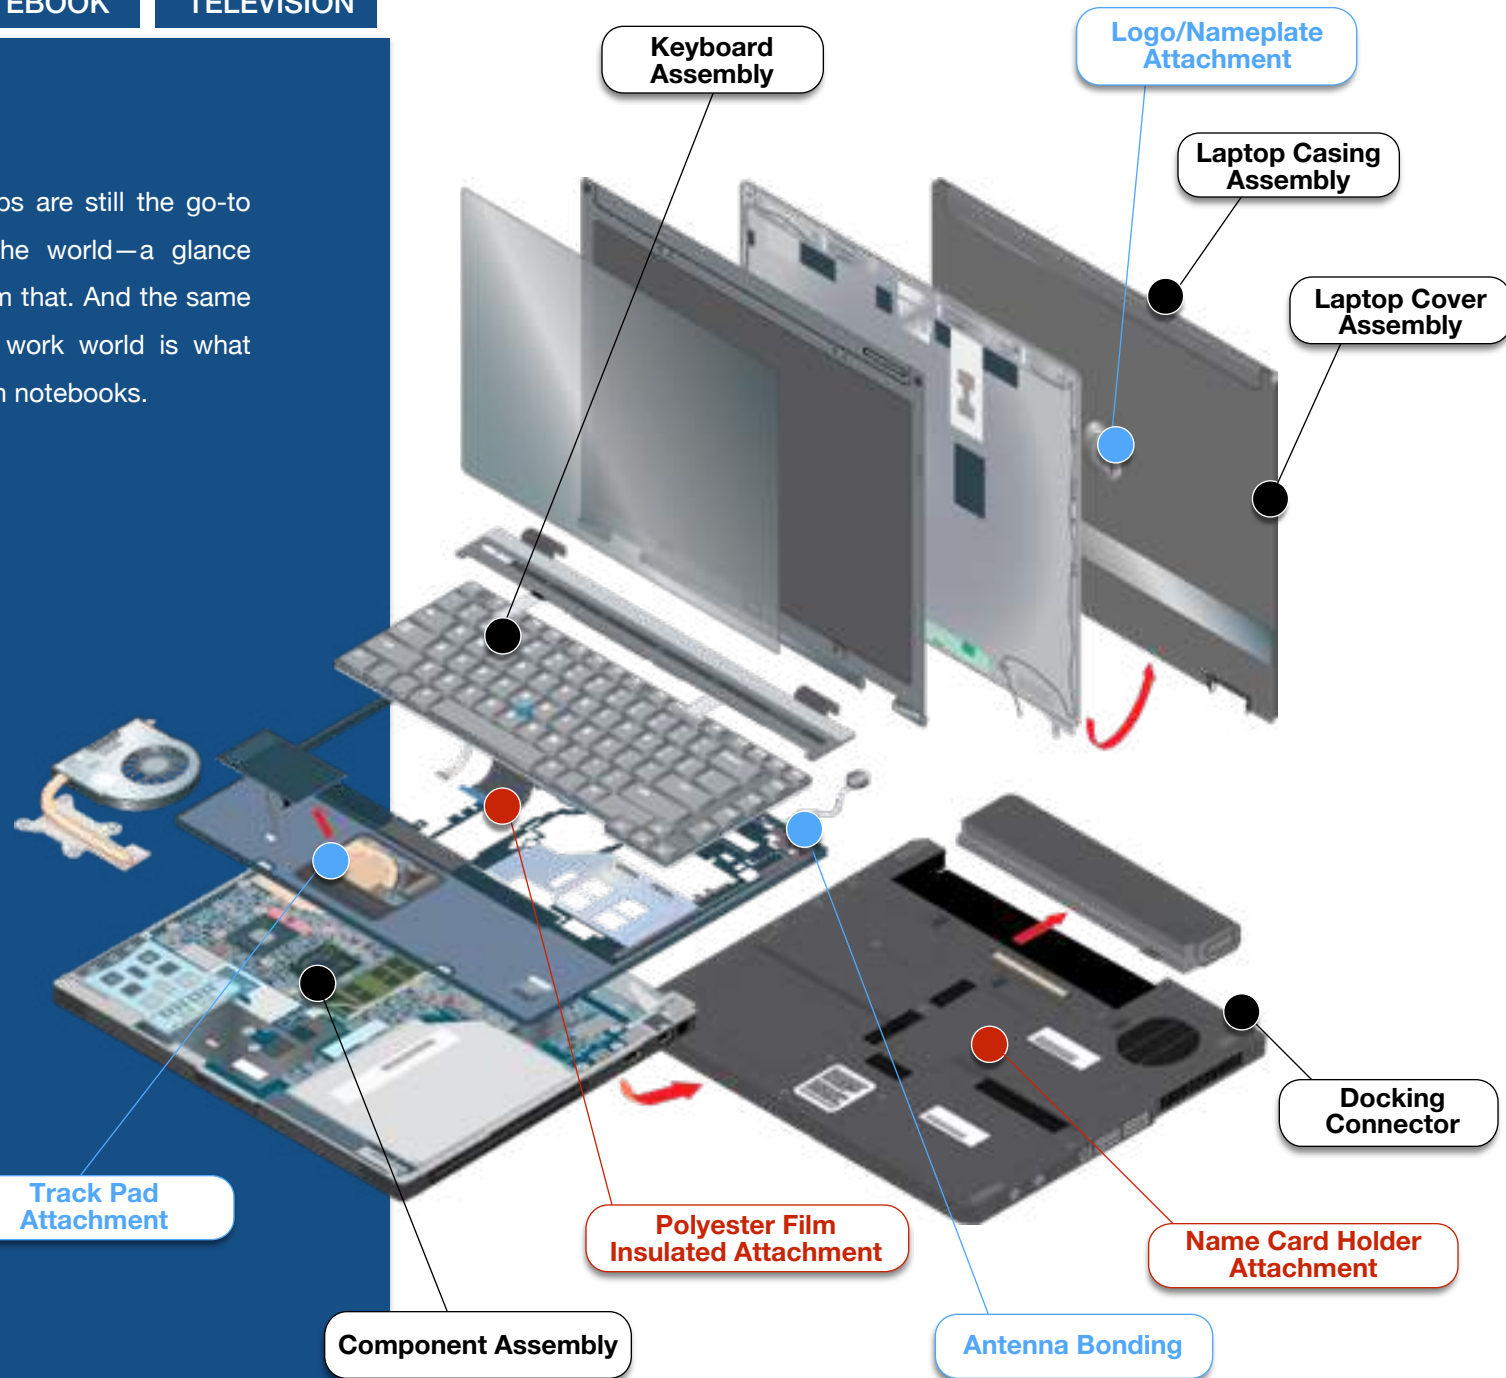 EBOOK
TELEVISION
Keyboard
Assembly
Logo/Nameplate
Attachment
Laptop Casing
Assembly
Laptop Cover
Assembly
are still the go-to
world—a glance
that. And the same
work world is what
notebooks.
Docking
Connector
Track Pad
Attachment
Polyester Film
Insulated Attachment
Name Card Holder
Attachment
Component Assembly
Antenna Bonding